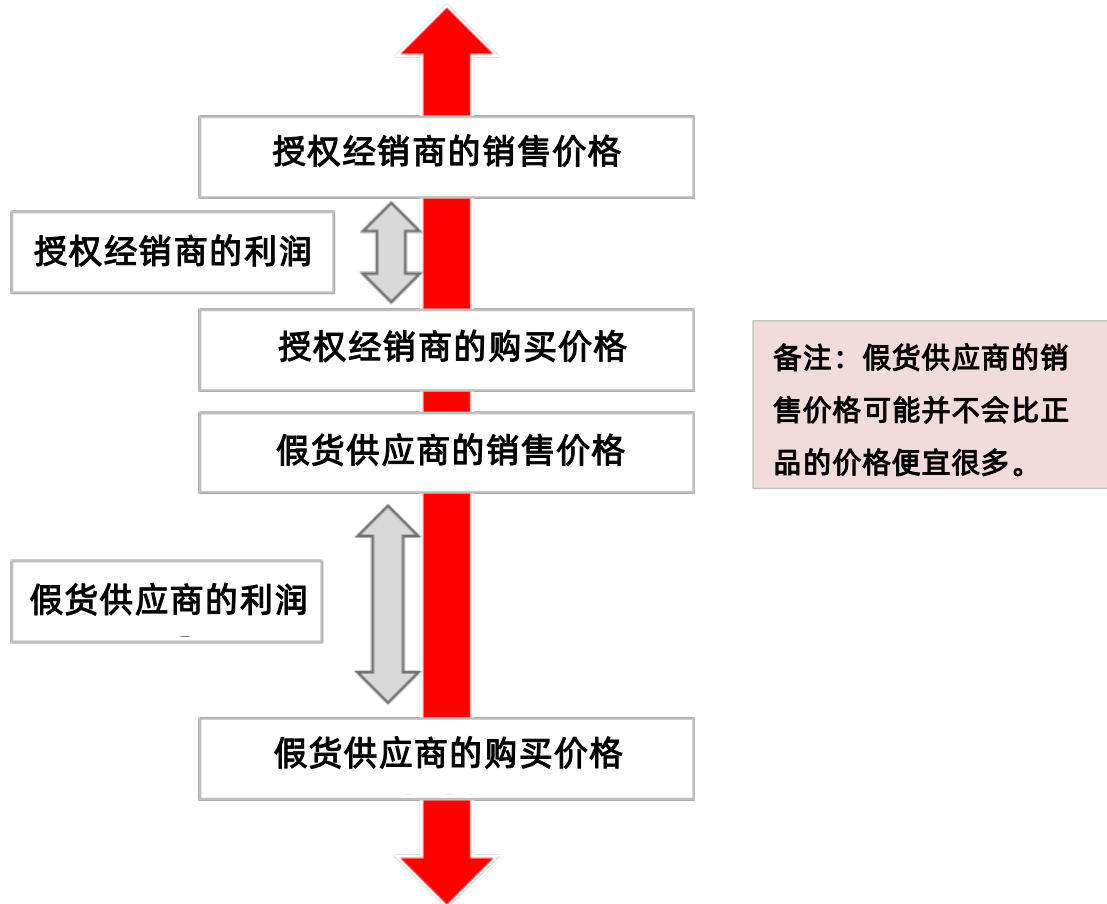 授权经销商的销售价格
授权经销商的利润
授权经销商的购买价格
备注：假货供应商的销
售价格可能并不会比正
品的价格便宜很多。
假货供应商的销售价格
假货供应商的利润
假货供应商的购买价格